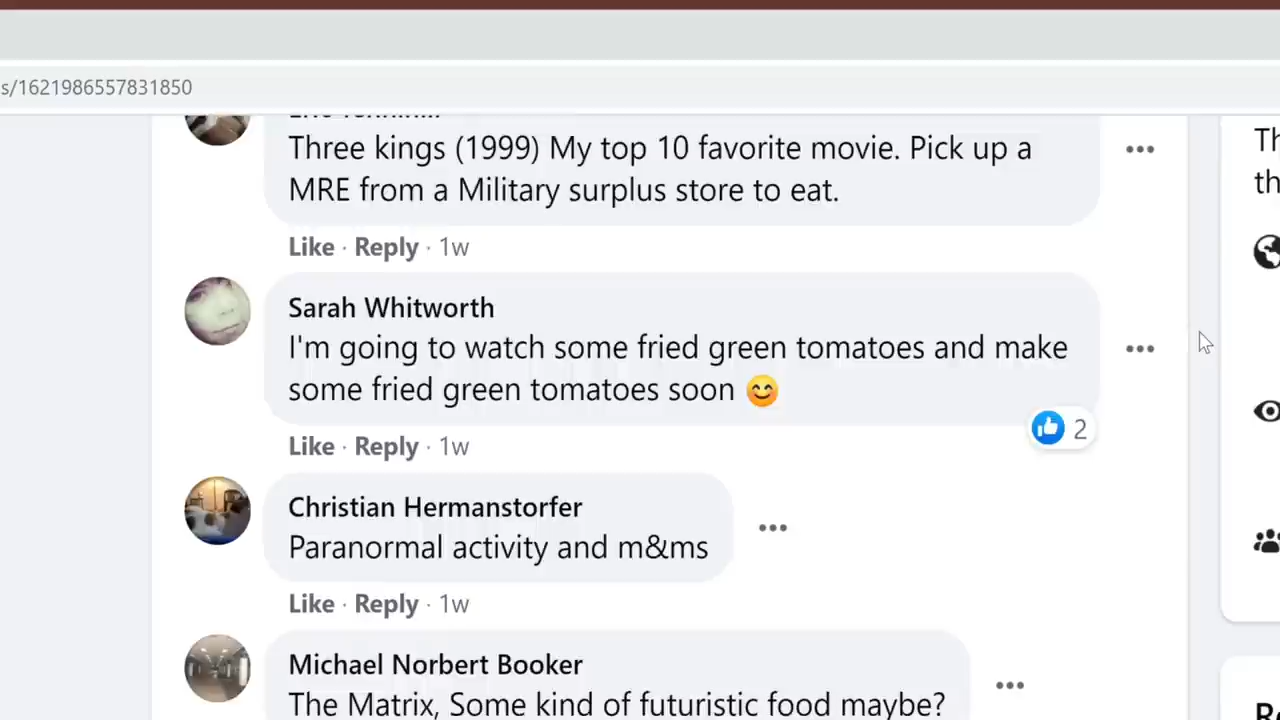 s/1621986557831850
Three kings (1999) My top 10 favorite movie. Pick up a
MRE from a Military surplus store to eat.
Like · Reply · 1w
Sarah Whitworth
I'm going to watch some fried green tomatoes and make
some fried green tomatoes soon 😊
2
Like · Reply · 1w
Christian Hermanstorfer
Paranormal activity and m&ms
Like · Reply · 1w
Michael Norbert Booker
The Matrix, Some kind of futuristic food maybe?